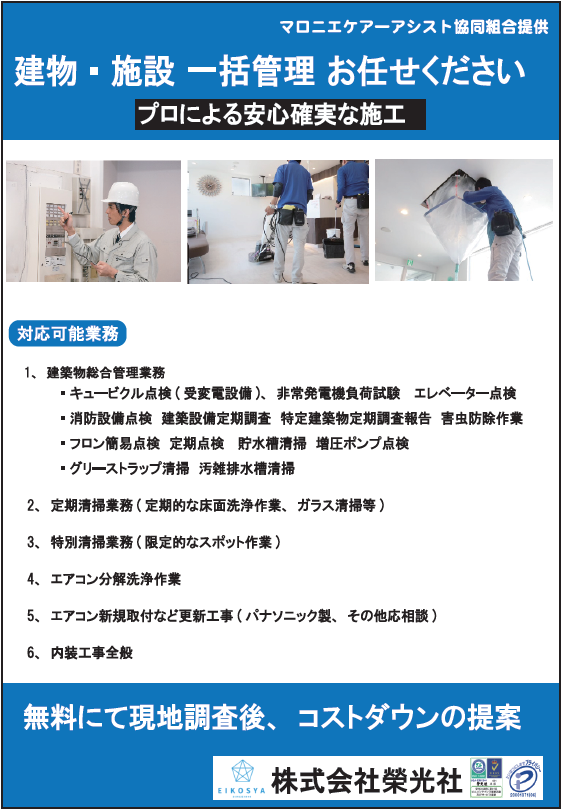 マロニエケアーアシスト協同組合提供
建物・施設 一括管理 お任せください
プロによる安心確実な施工
対応可能業務
1、 建築物総合管理業務
・キュービクル点検(受変電設備)、非常発電機負荷試験 エレベーター点検
・消防設備点検 建築設備定期調査 特定建築物定期調査報告 害虫防除作業
・フロン簡易点検 定期点検 貯水槽清掃 増圧ポンプ点検
・グリーストラップ清掃 汚雑排水槽清掃
2、 定期清掃業務(定期的な床面洗浄作業、ガラス清掃等)
3、 特別清掃業務(限定的なスポット作業)
4、 エアコン分解洗浄作業
5、 エアコン新規取付など更新工事(パナソニック製、その他応相談)
6、 内装工事全般
無料にて現地調査後、コストダウンの提案
EIKOSYA
株式会社榮光社